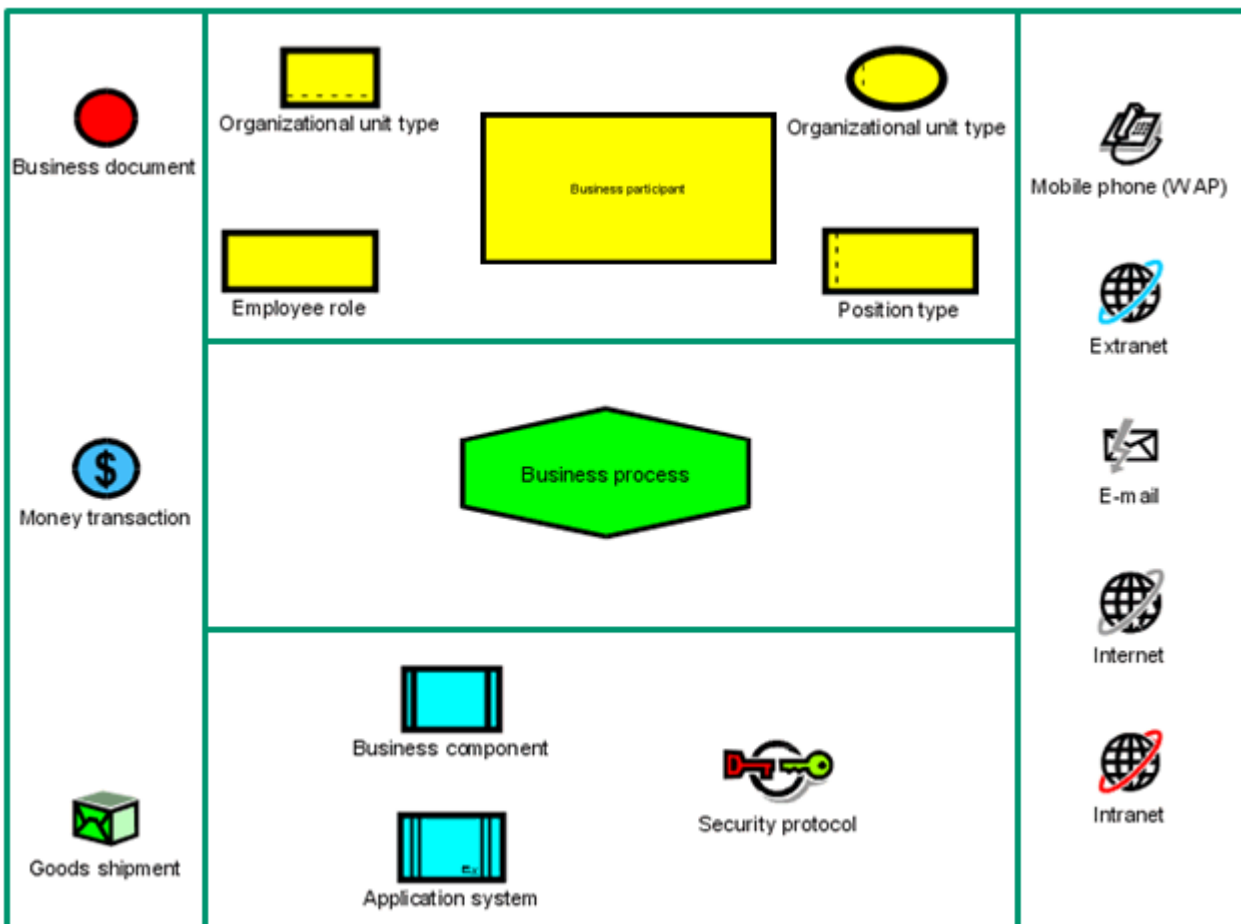 Business document
Money transaction
$
Goods shipment
Organizational unit type
Organizational unit type
Business participant
Employee role
Position type
Business process
Business component
Application system
Security protocol
Mobile phone (WAP)
Extranet
E-mail
Internet
Intranet